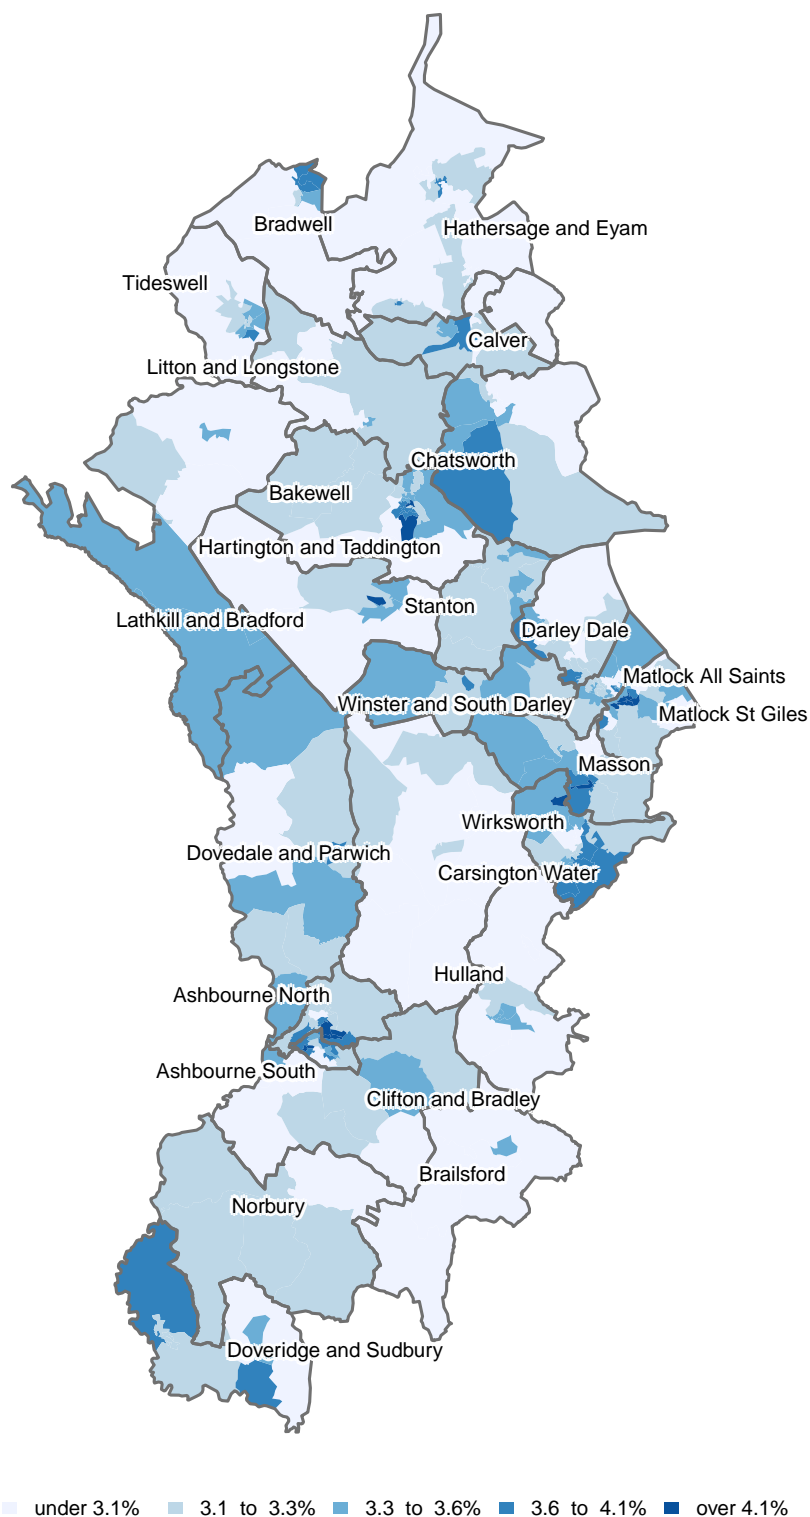 Bradwell
Hathersage and Eyam
Tideswell
Calver
Litton and Longstone
Chatsworth
Bakewell
Hartington and Taddington
Stanton
Lathkill and Bradford
Darley Dale
Matlock All Saints
Winster and South Darley
Matlock St Giles
Masson
Wirksworth
Dovedale and Parwich
Carsington Water
Hulland
Ashbourne North
Ashbourne South
Clifton and Bradley
Brailsford
Norbury
Doveridge and Sudbury
under 3.1% 3.1 to 3.3% 3.3 to 3.6% 3.6 to 4.1% over 4.1%